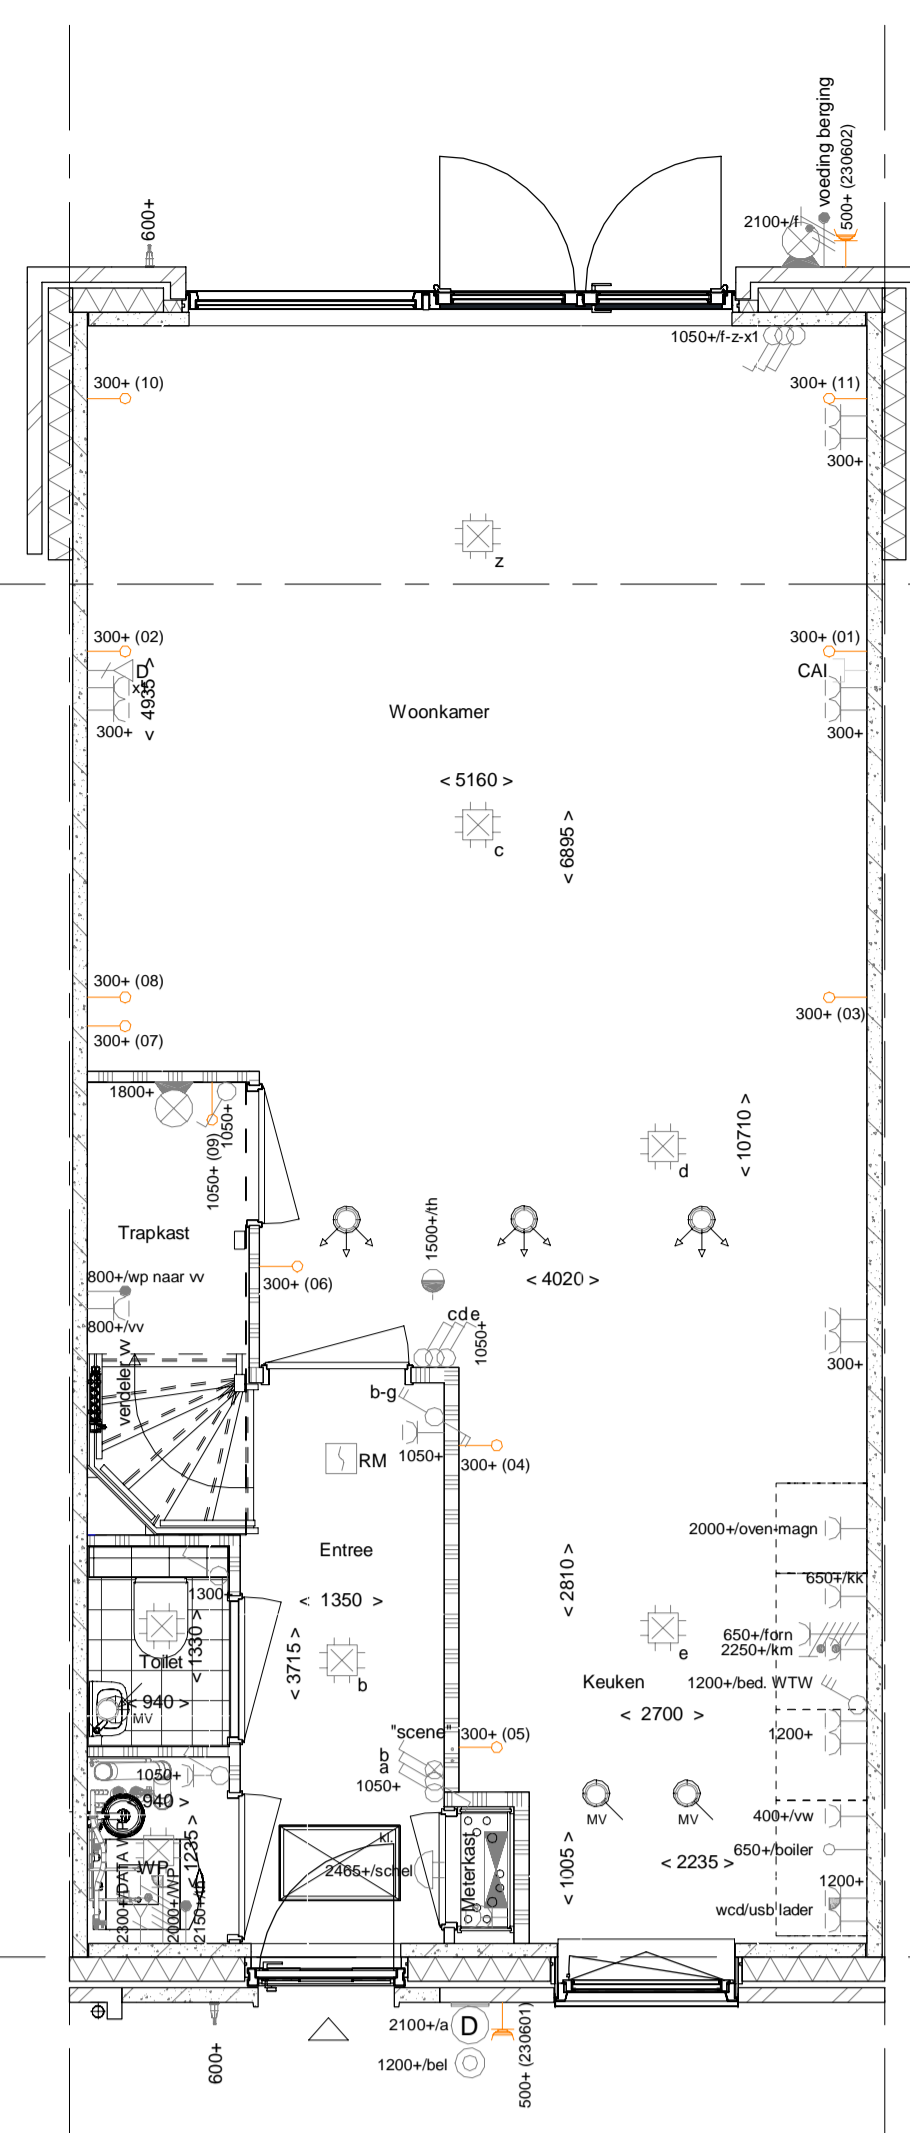 voeding berging
500+ (230602)
2100+/f
600+
1050+/f-z-x1
300+ (10)
300+ (11)
300+
z
300+ (02)
300+ (01)
D
CAI
< 4935 >
300+
300+
Woonkamer
< 5160 >
c
< 6895 >
300+ (08)
300+ (03)
300+ (07)
1800+
1050+
1050+ (09)
< 10710 >
d
Trapkast
1500+/th
800+/wp naar vv
300+ (06)
< 4020 >
800+/vv
cde
1050+
verdeler vv
300+
b-g
1050+
RM
300+ (04)
2000+/oven-magn
Entree
1300+
< 1350 >
< 2810 >
650+/kk
< 1330 >
650+/forn
2250+/km
Toilet
< 3715 >
b
e
Keuken
1200+/bed. WTW
< 940 >
MV
< 2700 >
"scene"
300+ (05)
1200+
b
a
1050+
1050+
< 940 >
MV
MV
400+/vw
kl.
2465+/schel
Meterkast
< 1005 >
< 2235 >
650+/boiler
WP
< 1235 >
1200+
wcd/usb lader
2300+/DATA WP
2000+/WP
2100+/a
D
1200+/bel
500+ (230601)
600+